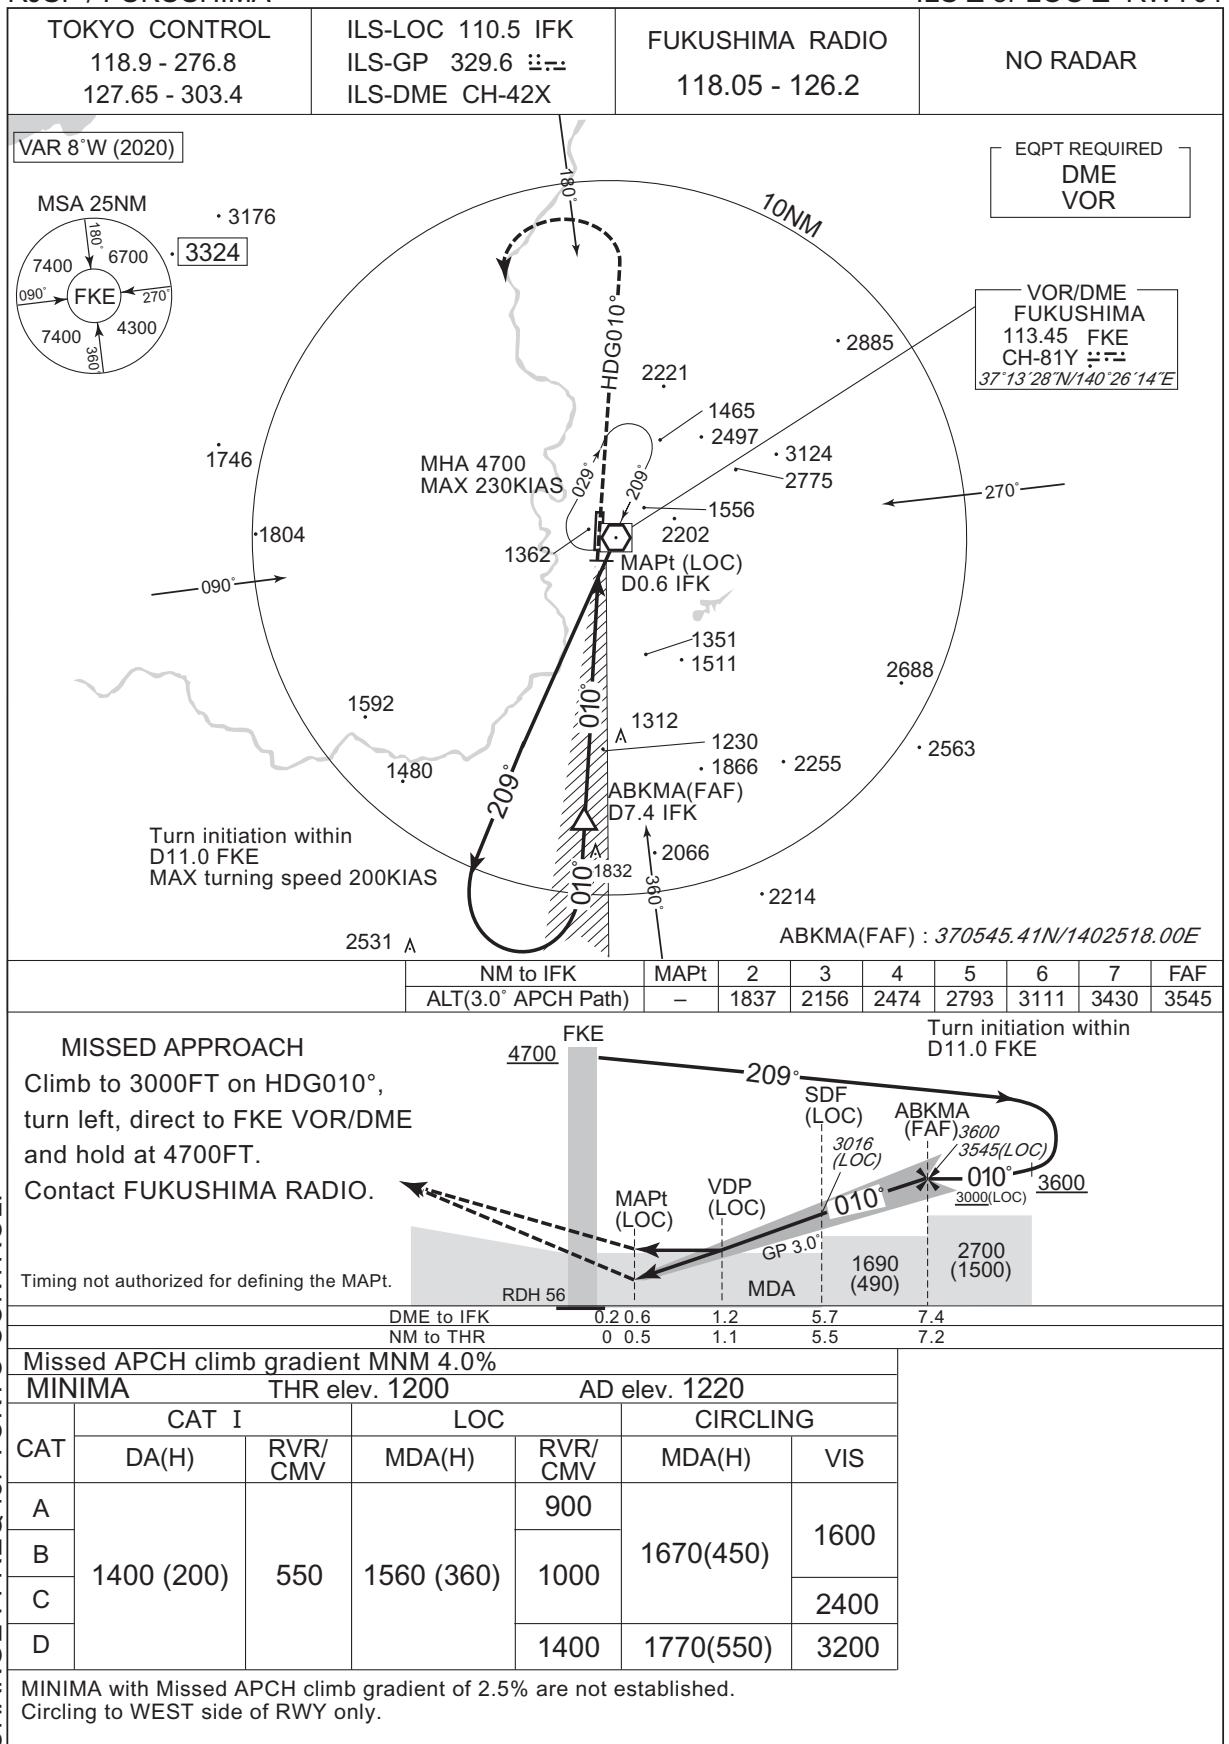 TOKYO CONTROL
118.9 - 276.8
127.65 - 303.4
ILS-LOC 110.5 IFK
ILS-GP 329.6
ILS-DME CH-42X
FUKUSHIMA RADIO
118.05 - 126.2
NO RADAR
VAR 8°W (2020)
EQPT REQUIRED
DME
VOR
MSA 25NM
180°
7400
6700
090°
FKE
270°
7400
4300
360°
3176
3324
180°
10NM
HDG010°
VOR/DME
FUKUSHIMA
113.45 FKE
CH-81Y
37°13´28˝N/140°26´14˝E
2885
2221
1465
2497
3124
2775
1746
MHA 4700
MAX 230KIAS
029°
209°
270°
1556
2202
1804
1362
MAPt (LOC)
D0.6 IFK
090°
1351
1511
2688
1592
010°
1312
1230
1866
2255
2563
1480
209°
ABKMA(FAF)
D7.4 IFK
Turn initiation within
D11.0 FKE
MAX turning speed 200KIAS
2066
010°
1832
360°
2214
2531
ABKMA(FAF) : 370545.41N/1402518.00E
NM to IFK MAPt 2 3 4 5 6 7 FAF
ALT(3.0° APCH Path) – 1837 2156 2474 2793 3111 3430 3545
MISSED APPROACH
Climb to 3000FT on HDG010°,
turn left, direct to FKE VOR/DME
and hold at 4700FT.
Contact FUKUSHIMA RADIO.
Timing not authorized for defining the MAPt.
FKE
4700
209°
Turn initiation within
D11.0 FKE
SDF
(LOC)
ABKMA
(FAF)
3600
3545(LOC)
3016
(LOC)
010°
3600
3000(LOC)
MAPt
(LOC)
VDP
(LOC)
010°
GP 3.0°
MDA
1690
(490)
2700
(1500)
RDH 56
DME to IFK 0.2 0.6 1.2 5.7 7.4
NM to THR 0 0.5 1.1 5.5 7.2
Missed APCH climb gradient MNM 4.0%
MINIMA THR elev. 1200 AD elev. 1220
CAT
CAT I
LOC
CIRCLING
DA(H)
RVR/
CMV
MDA(H)
RVR/
CMV
MDA(H)
VIS
A
B
C
D
1400 (200)
550
1560 (360)
900
1000
1400
1670(450)
1770(550)
1600
2400
3200
MINIMA with Missed APCH climb gradient of 2.5% are not established.
Circling to WEST side of RWY only.